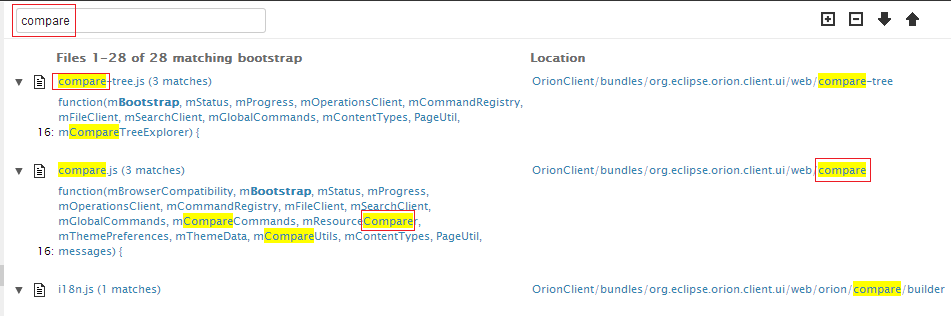 compare
Files 1-28 of 28 matching bootstrap Location
compare-tree.js (3 matches) OrionClient/bundles/org.eclipse.orion.client.ui/web/compare-tree
function(mBootstrap, mStatus, mProgress, mOperationsClient, mCommandRegistry,
mFileClient, mSearchClient, mGlobalCommands, mContentTypes, PageUtil,
16: mCompareTreeExplorer) {
compare.js (3 matches) OrionClient/bundles/org.eclipse.orion.client.ui/web/compare
function(mBrowserCompatibility, mBootstrap, mStatus, mProgress,
mOperationsClient, mCommandRegistry, mFileClient, mSearchClient,
mGlobalCommands, mCompareCommands, mResourceComparer,
mThemePreferences, mThemeData, mCompareUtils, mContentTypes, PageUtil,
16: messages) {
i18n.js (1 matches) OrionClient/bundles/org.eclipse.orion.client.ui/web/orion/compare/builder